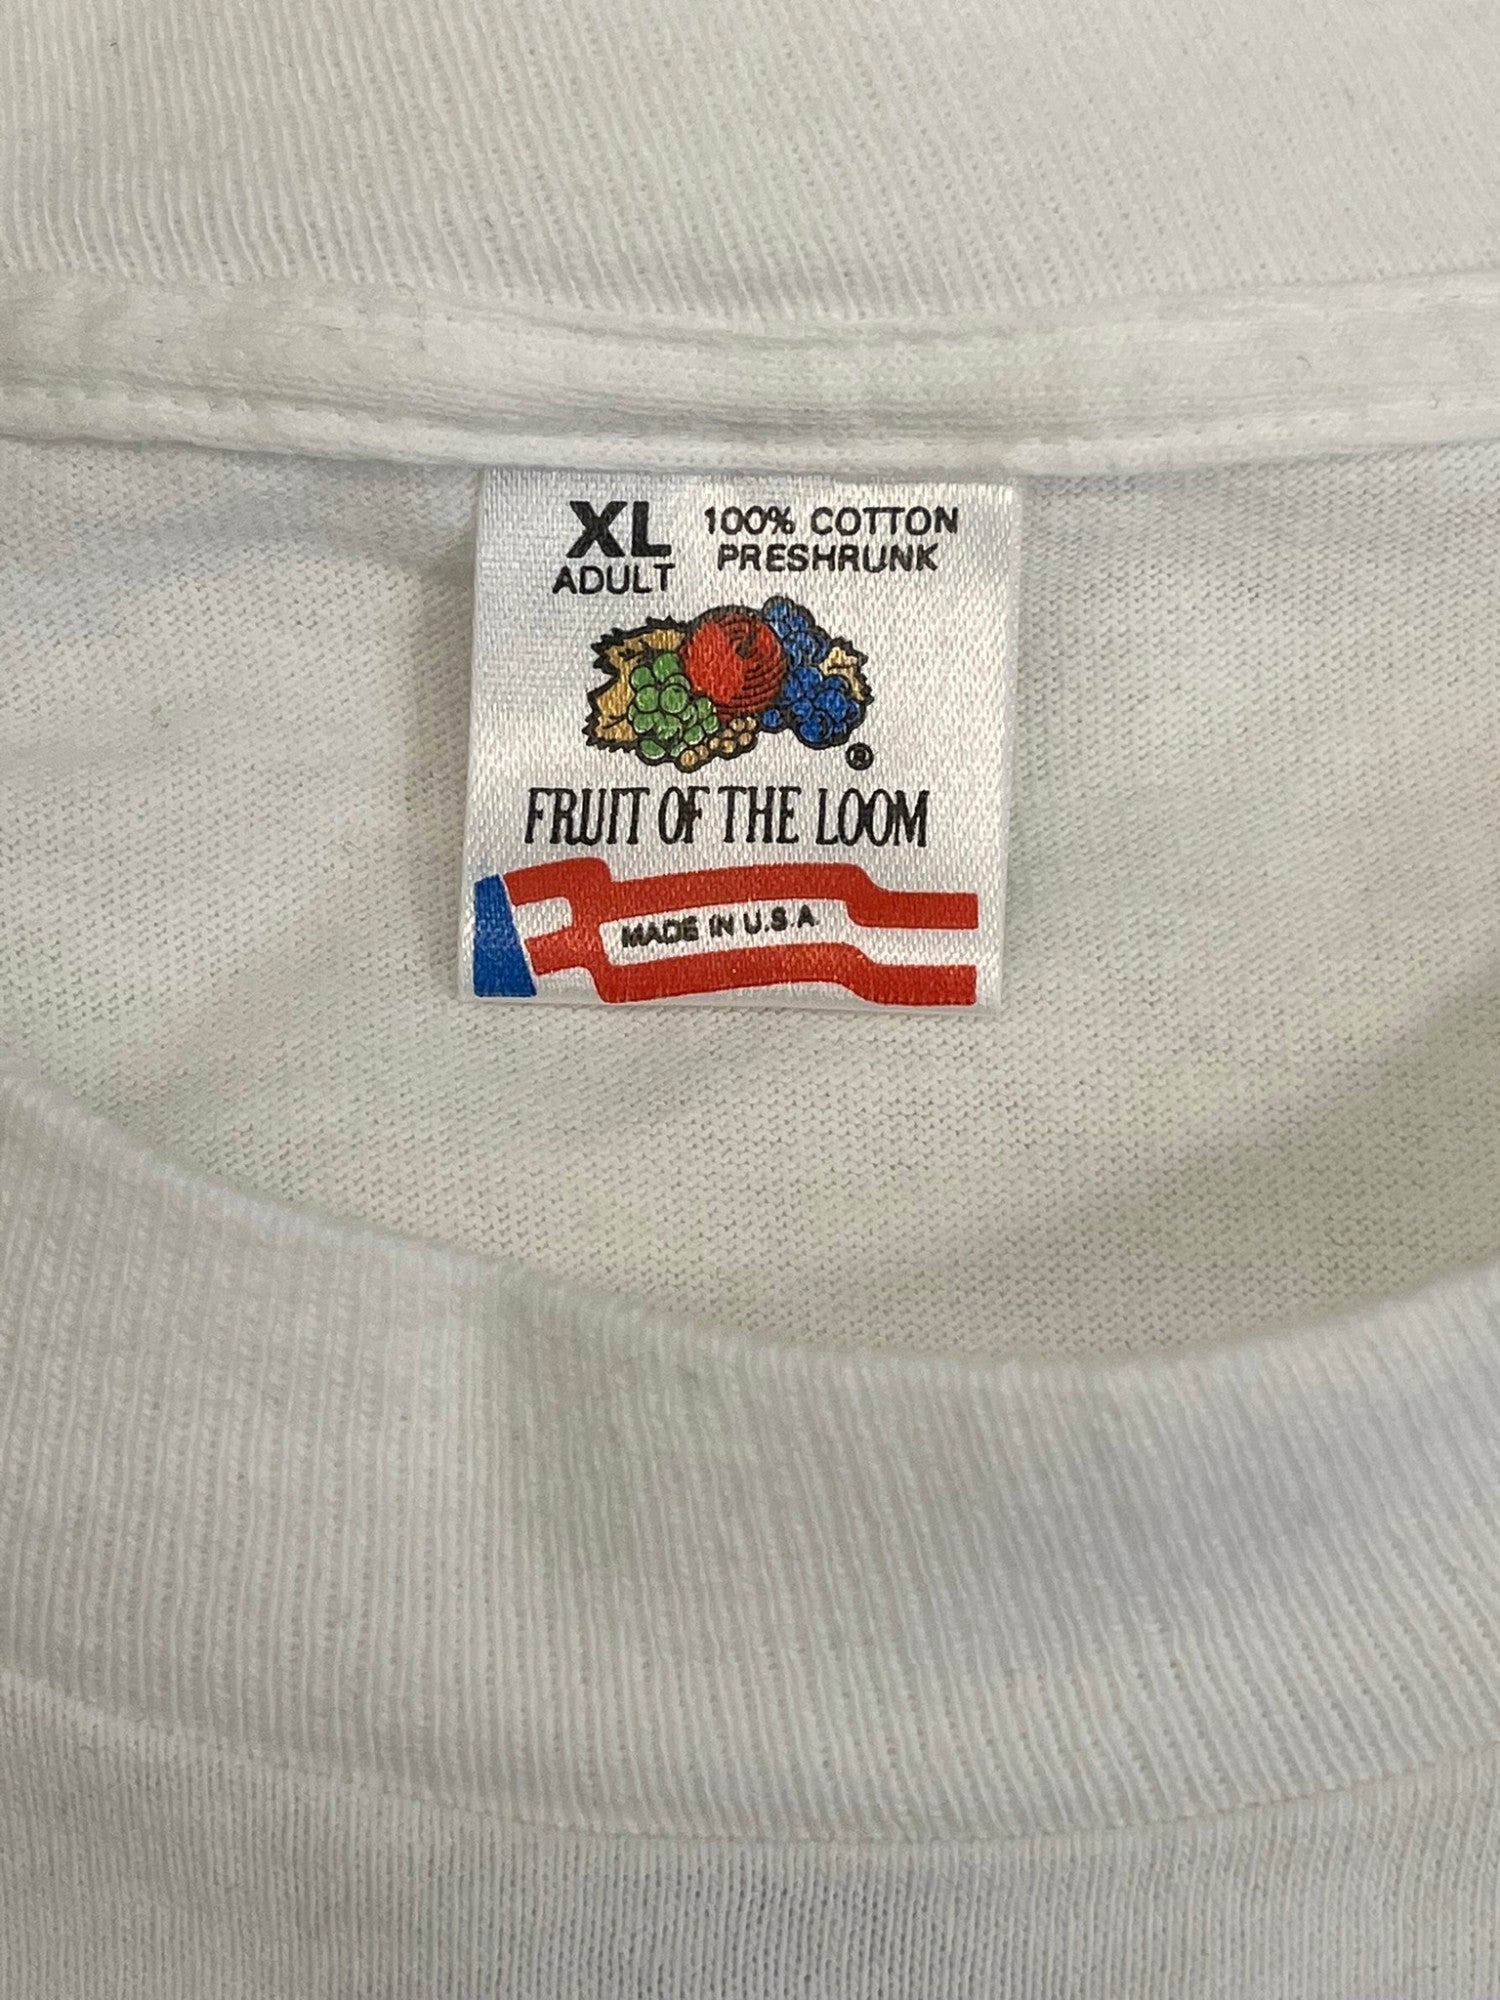 XL
ADULT
100% COTTON
PRESHRUNK
®
FRUIT OF THE LOOM
MADE IN U.S.A